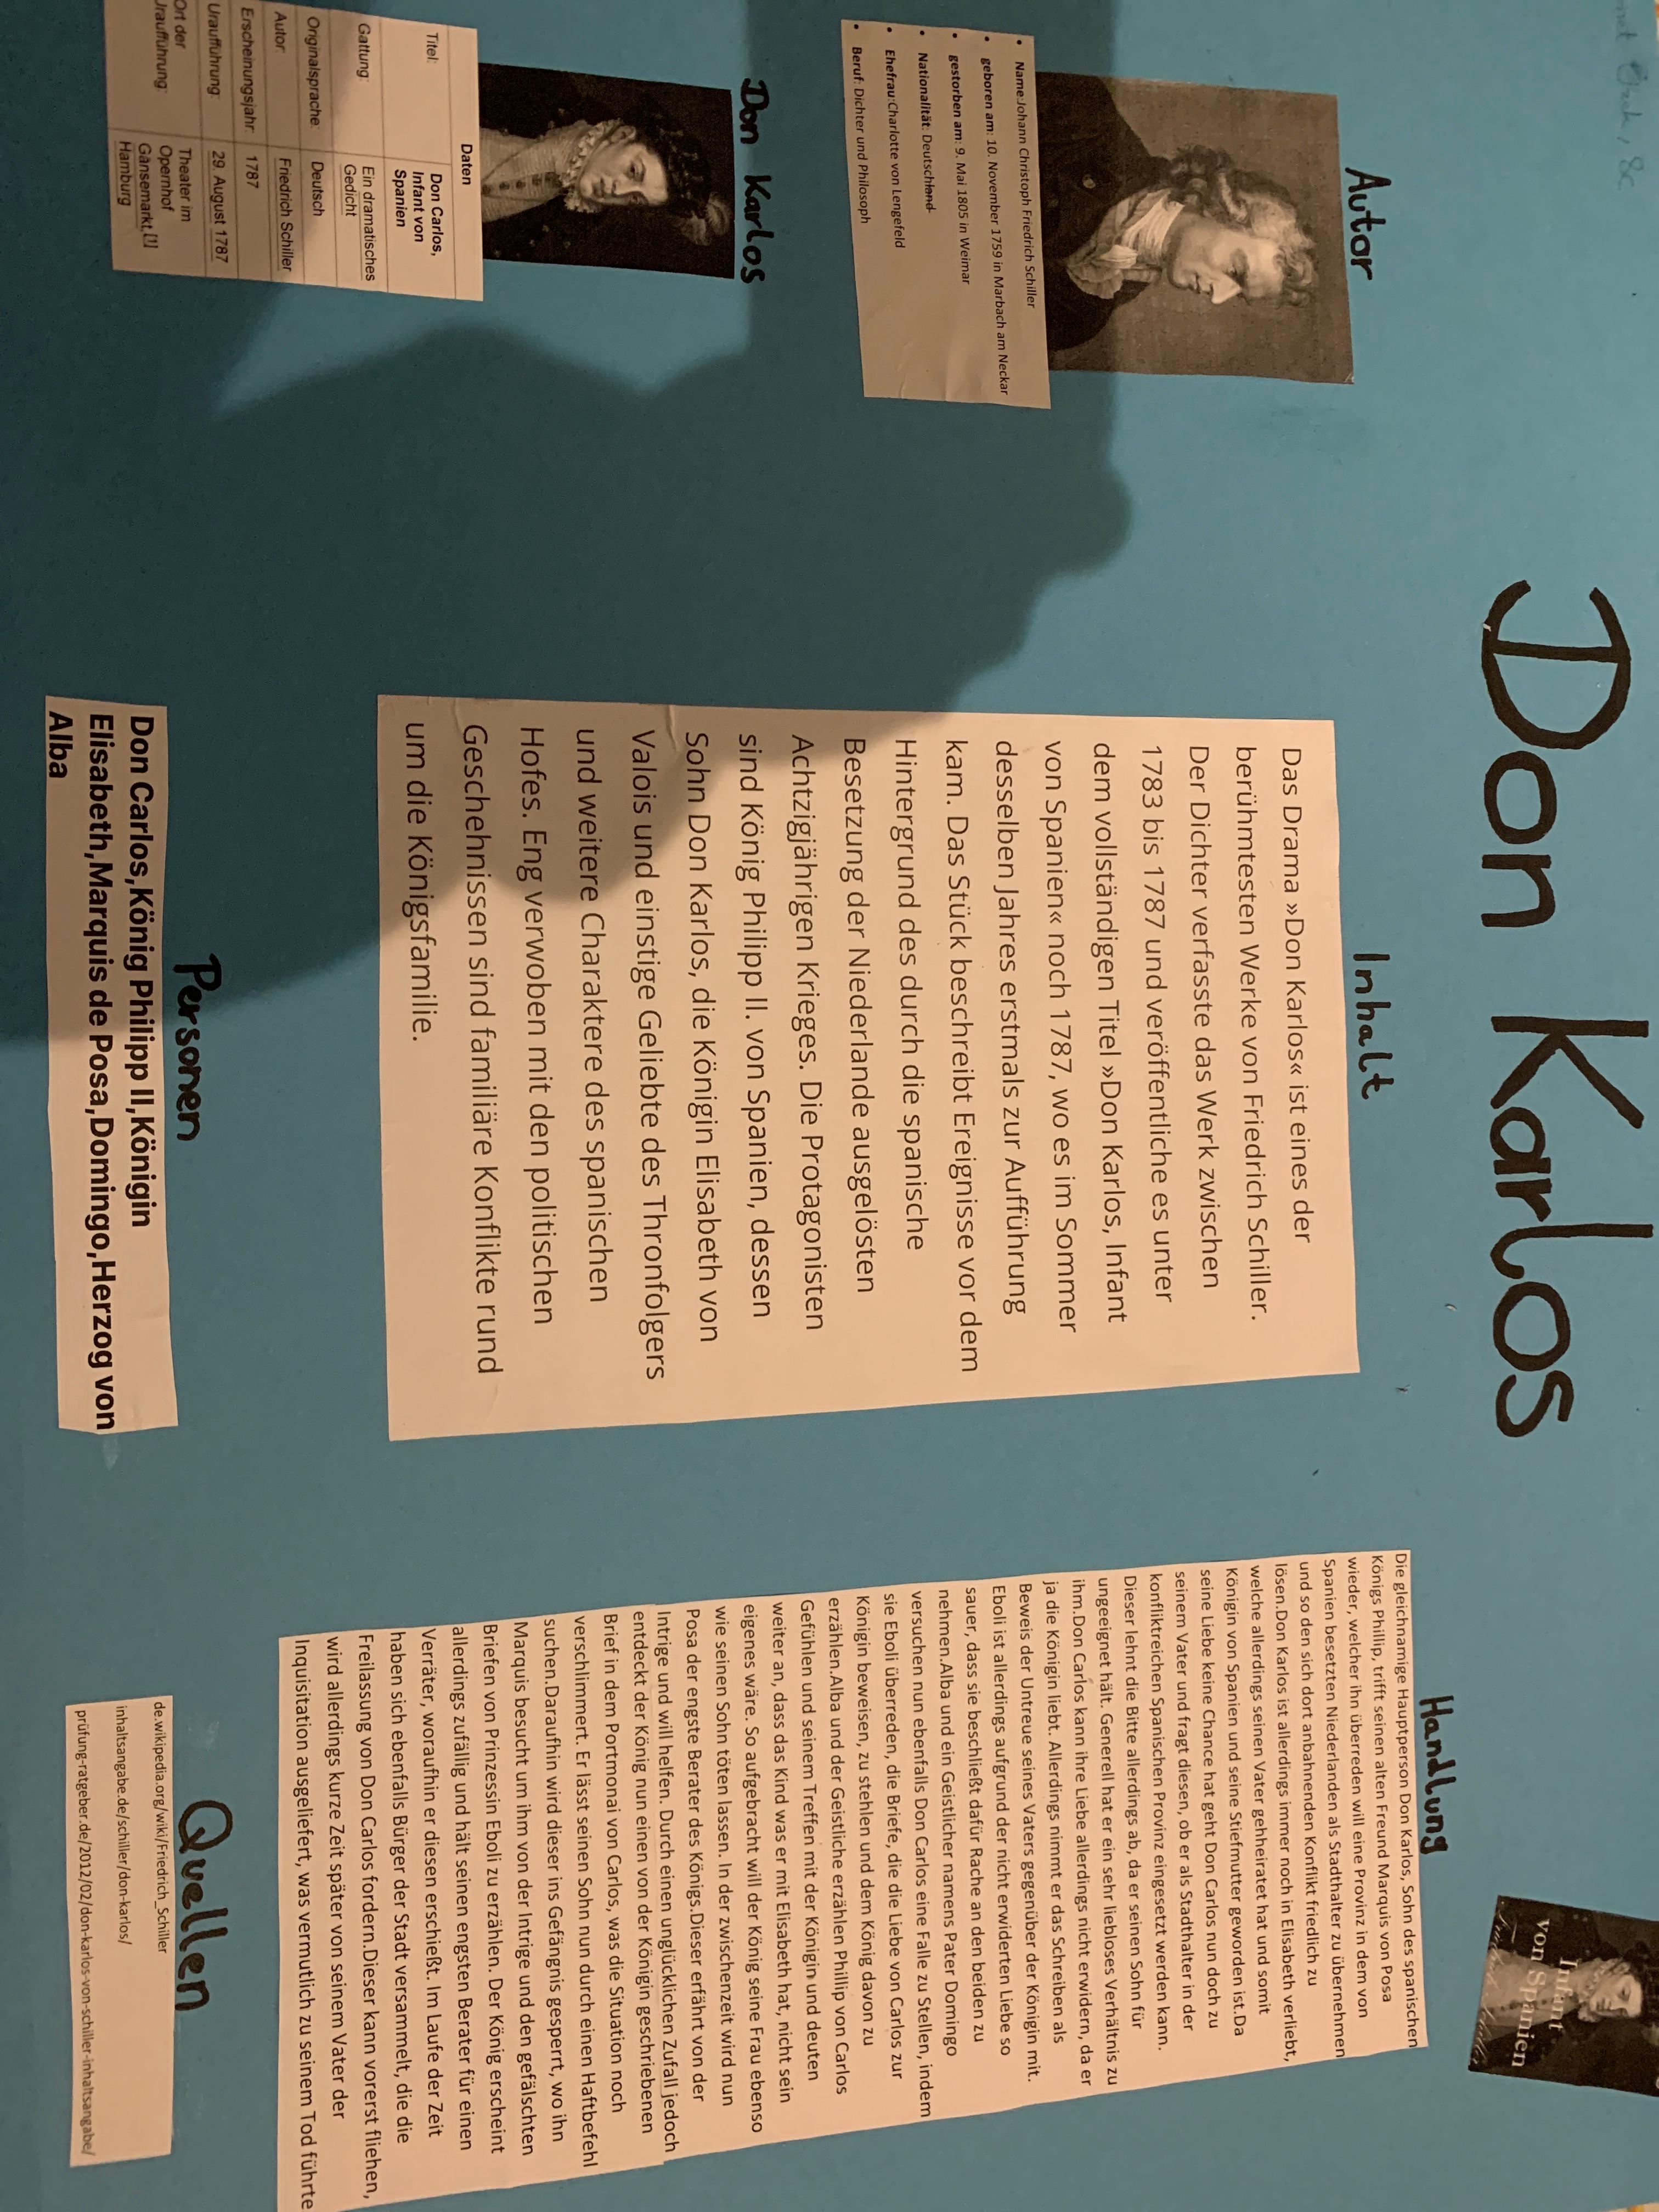 Don Karlos
Infant
von Spanien
Autor
Name:Johann Christoph Friedrich Schiller
geboren am: 10. November 1759 in Marbach am Neckar
gestorben am: 9. Mai 1805 in Weimar
Nationalität: Deutschland
Ehefrau:Charlotte von Lengefeld
Beruf: Dichter und Philosoph
Don Karlos
Daten
Titel: Don Carlos,
Infant von
Spanien
Gattung: Ein dramatisches
Gedicht
Originalsprache: Deutsch
Autor: Friedrich Schiller
Erscheinungsjahr: 1787
Uraufführung: 29. August 1787
Ort der Theater im
Uraufführung: Opernhof
Gänsemarkt,[1]
Hamburg
Inhalt
Das Drama »Don Karlos« ist eines der
berühmtesten Werke von Friedrich Schiller.
Der Dichter verfasste das Werk zwischen
1783 bis 1787 und veröffentliche es unter
dem vollständigen Titel »Don Karlos, Infant
von Spanien« noch 1787, wo es im Sommer
desselben Jahres erstmals zur Aufführung
kam. Das Stück beschreibt Ereignisse vor dem
Hintergrund des durch die spanische
Besetzung der Niederlande ausgelösten
Achtzigjährigen Krieges. Die Protagonisten
sind König Philipp II. von Spanien, dessen
Sohn Don Karlos, die Königin Elisabeth von
Valois und einstige Geliebte des Thronfolgers
und weitere Charaktere des spanischen
Hofes. Eng verwoben mit den politischen
Geschehnissen sind familiäre Konflikte rund
um die Königsfamilie.
Personen
Don Carlos,König Philipp II,Königin
Elisabeth,Marquis de Posa,Domingo,Herzog von
Alba
Handlung
Die gleichnamige Hauptperson Don Karlos, Sohn des spanischen
Königs Phillip, trifft seinen alten Freund Marquis von Posa
wieder, welcher ihn überreden will eine Provinz in dem von
Spanien besetzten Niederlanden als Stadthalter zu übernehmen
und so den sich dort anbahnenden Konflikt friedlich zu
lösen.Don Karlos ist allerdings immer noch in Elisabeth verliebt,
welche allerdings seinen Vater gehheiratet hat und somit
Königin von Spanien und seine Stiefmutter geworden ist.Da
seine Liebe keine Chance hat geht Don Carlos nun doch zu
seinem Vater und fragt diesen, ob er als Stadthalter in der
konfliktreichen Spanischen Provinz eingesetzt werden kann.
Dieser lehnt die Bitte allerdings ab, da er seinen Sohn für
ungeeignet hält. Generell hat er ein sehr liebloses Verhältnis zu
ihm.Don Carlos kann ihre Liebe allerdings nicht erwidern, da er
ja die Königin liebt. Allerdings nimmt er das Schreiben als
Beweis der Untreue seines Vaters gegenüber der Königin mit.
Eboli ist allerdings aufgrund der nicht erwiderten Liebe so
sauer, dass sie beschließt dafür Rache an den beiden zu
nehmen.Alba und ein Geistlicher namens Pater Domingo
versuchen nun ebenfalls Don Carlos eine Falle zu Stellen, indem
sie Eboli überreden, die Briefe, die die Liebe von Carlos zur
Königin beweisen, zu stehlen und dem König davon zu
erzählen.Alba und der Geistliche erzählen Phillip von Carlos
Gefühlen und seinem Treffen mit der Königin und deuten
weiter an, dass das Kind was er mit Elisabeth hat, nicht sein
eigenes wäre. So aufgebracht will der König seine Frau ebenso
wie seinen Sohn töten lassen. In der zwischenzeit wird nun
Posa der engste Berater des Königs.Dieser erfährt von der
Intrige und will helfen. Durch einen unglücklichen Zufall jedoch
entdeckt der König nun einen von der Königin geschriebenen
Brief in dem Portmonai von Carlos, was die Situation noch
verschlimmert. Er lässt seinen Sohn nun durch einen Haftbefehl
suchen.Daraufhin wird dieser ins Gefängnis gesperrt, wo ihn
Marquis besucht um ihm von der Intrige und den gefälschten
Briefen von Prinzessin Eboli zu erzählen. Der König erscheint
allerdings zufällig und hält seinen engsten Berater für einen
Verräter, woraufhin er diesen erschießt. Im Laufe der Zeit
haben sich ebenfalls Bürger der Stadt versammelt, die die
Freilassung von Don Carlos fordern.Dieser kann vorerst fliehen,
wird allerdings kurze Zeit später von seinem Vater der
Inquisitation ausgeliefert, was vermutlich zu seinem Tod führte
Quellen
de.wikipedia.org/wiki/Friedrich_Schiller
inhaltsangabe.de/schiller/don-karlos/
prüfung-ratgeber.de/2012/02/don-karlos-von-schiller-inhaltsangabe/